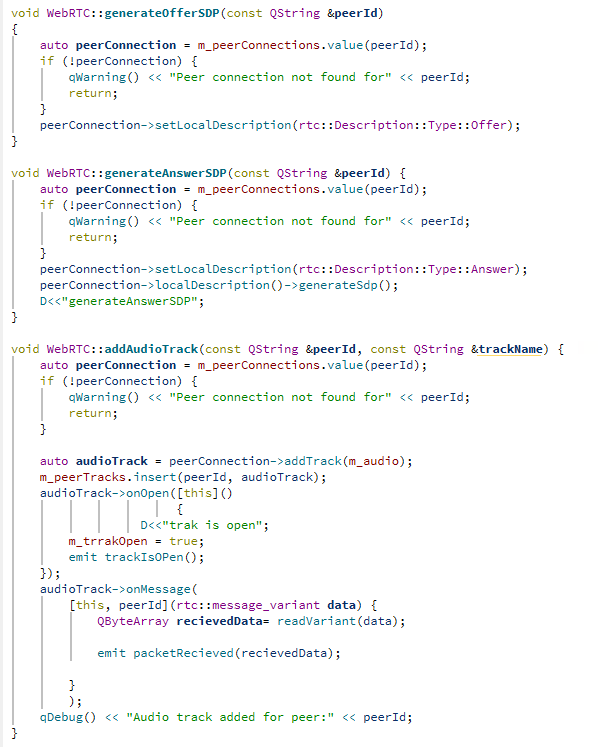 void WebRTC::generateOfferSDP(const QString &peerId)
{
    auto peerConnection = m_peerConnections.value(peerId);
    if (!peerConnection) {
        qWarning() << "Peer connection not found for" << peerId;
        return;
    }
    peerConnection->setLocalDescription(rtc::Description::Type::Offer);
}

void WebRTC::generateAnswerSDP(const QString &peerId) {
    auto peerConnection = m_peerConnections.value(peerId);
    if (!peerConnection) {
        qWarning() << "Peer connection not found for" << peerId;
        return;
    }
    peerConnection->setLocalDescription(rtc::Description::Type::Answer);
    peerConnection->localDescription()->generateSdp();
    D<<"generateAnswerSDP";
}

void WebRTC::addAudioTrack(const QString &peerId, const QString &trackName) {
    auto peerConnection = m_peerConnections.value(peerId);
    if (!peerConnection) {
        qWarning() << "Peer connection not found for" << peerId;
        return;
    }

    auto audioTrack = peerConnection->addTrack(m_audio);
    m_peerTracks.insert(peerId, audioTrack);
    audioTrack->onOpen([this]()
                       {
                  D<<"trak is open";
        m_trrakOpen = true;
        emit trackIsOPen();
    });
    audioTrack->onMessage(
        [this, peerId](rtc::message_variant data) {
            QByteArray recievedData= readVariant(data);

            emit packetRecieved(recievedData);

        }
        );
    qDebug() << "Audio track added for peer:" << peerId;
}